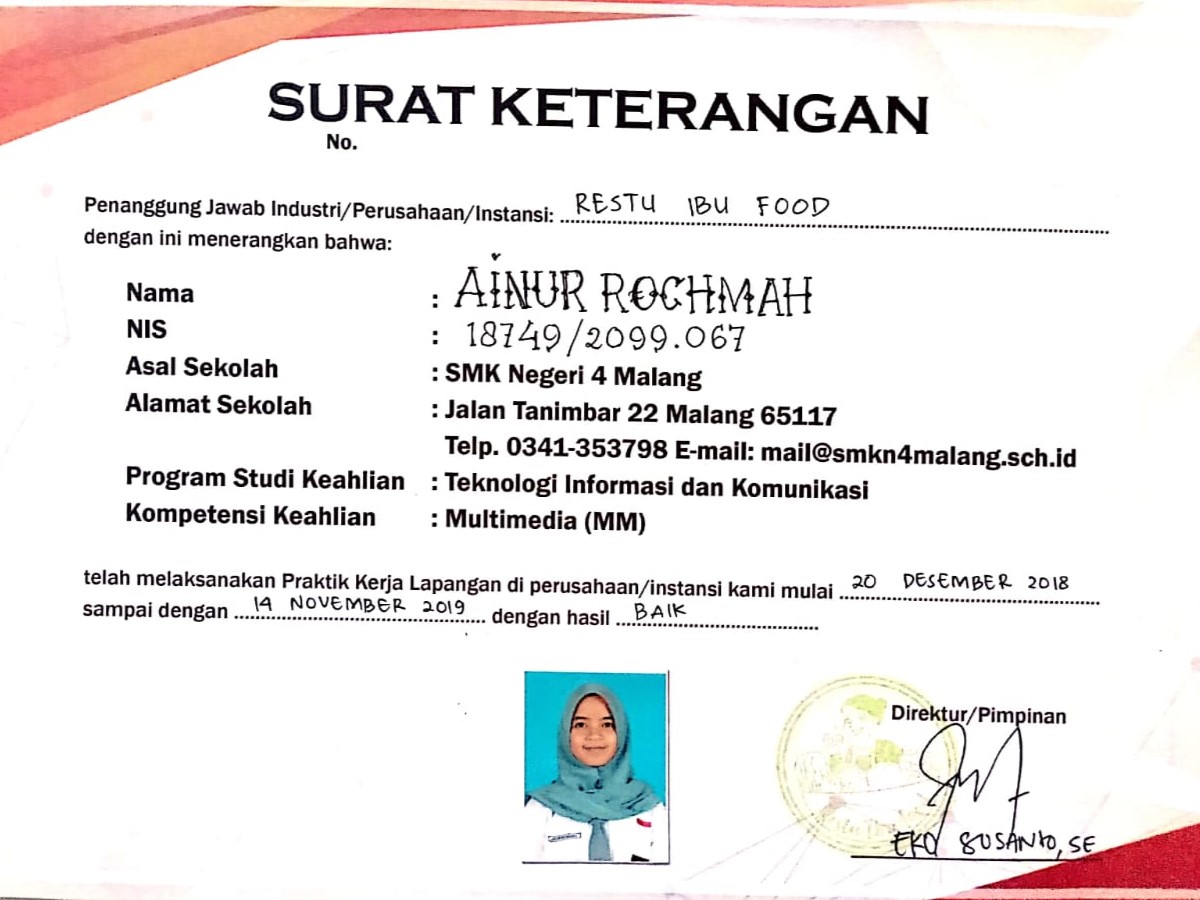 SURAT KETERANGAN
No.
Penanggung Jawab Industri/Perusahaan/Instansi: RESTU IBU FOOD
dengan ini menerangkan bahwa:
Nama : AINUR ROCHMAH
NIS : 18749/2099.067
Asal Sekolah : SMK Negeri 4 Malang
Alamat Sekolah : Jalan Tanimbar 22 Malang 65117
Telp. 0341-353798 E-mail: mail@smkn4malang.sch.id
Program Studi Keahlian : Teknologi Informasi dan Komunikasi
Kompetensi Keahlian : Multimedia (MM)
telah melaksanakan Praktik Kerja Lapangan di perusahaan/instansi kami mulai 20 DESEMBER 2018
sampai dengan 14 NOVEMBER 2019 dengan hasil BAIK
Direktur/Pimpinan
EKO SUSANTO, SE